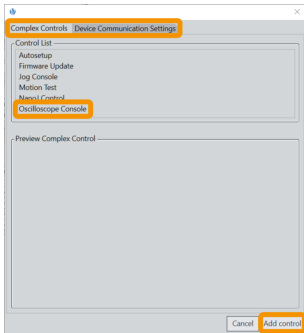 Complex Controls Device Communication Settings
Control List
Autosetup
Firmware Update
Jog Console
Motion Test
NanoJ Control
Oscilloscope Console
Preview Complex Control
Cancel Add control